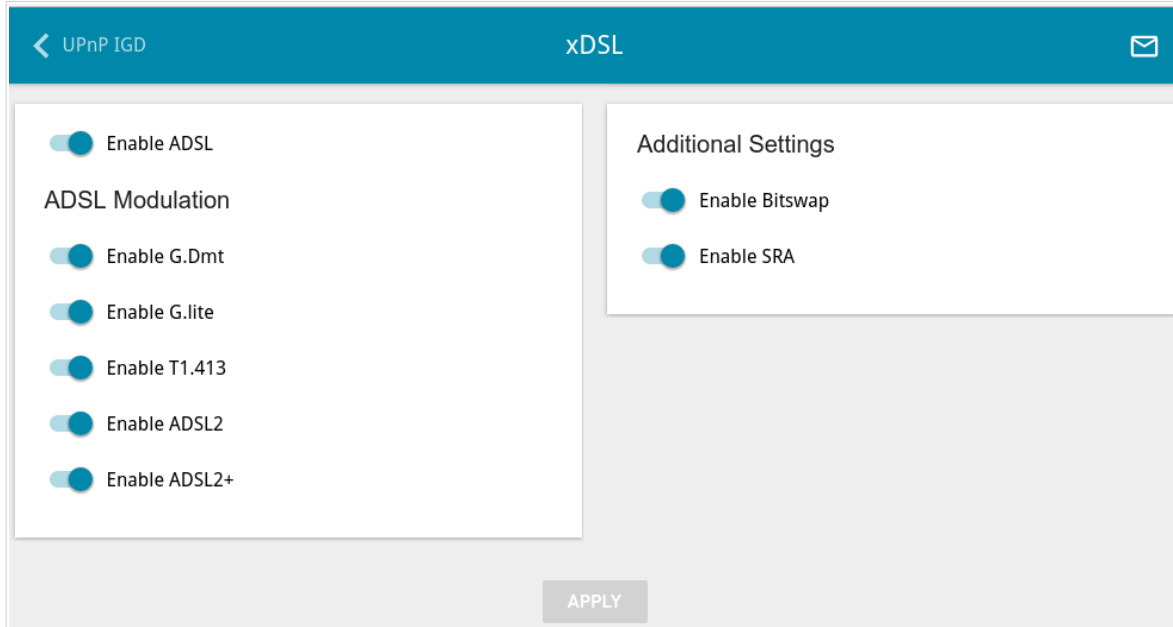 UPnP IGD
xDSL
Enable ADSL
ADSL Modulation
Enable G.Dmt
Enable G.lite
Enable T1.413
Enable ADSL2
Enable ADSL2+
Additional Settings
Enable Bitswap
Enable SRA
APPLY